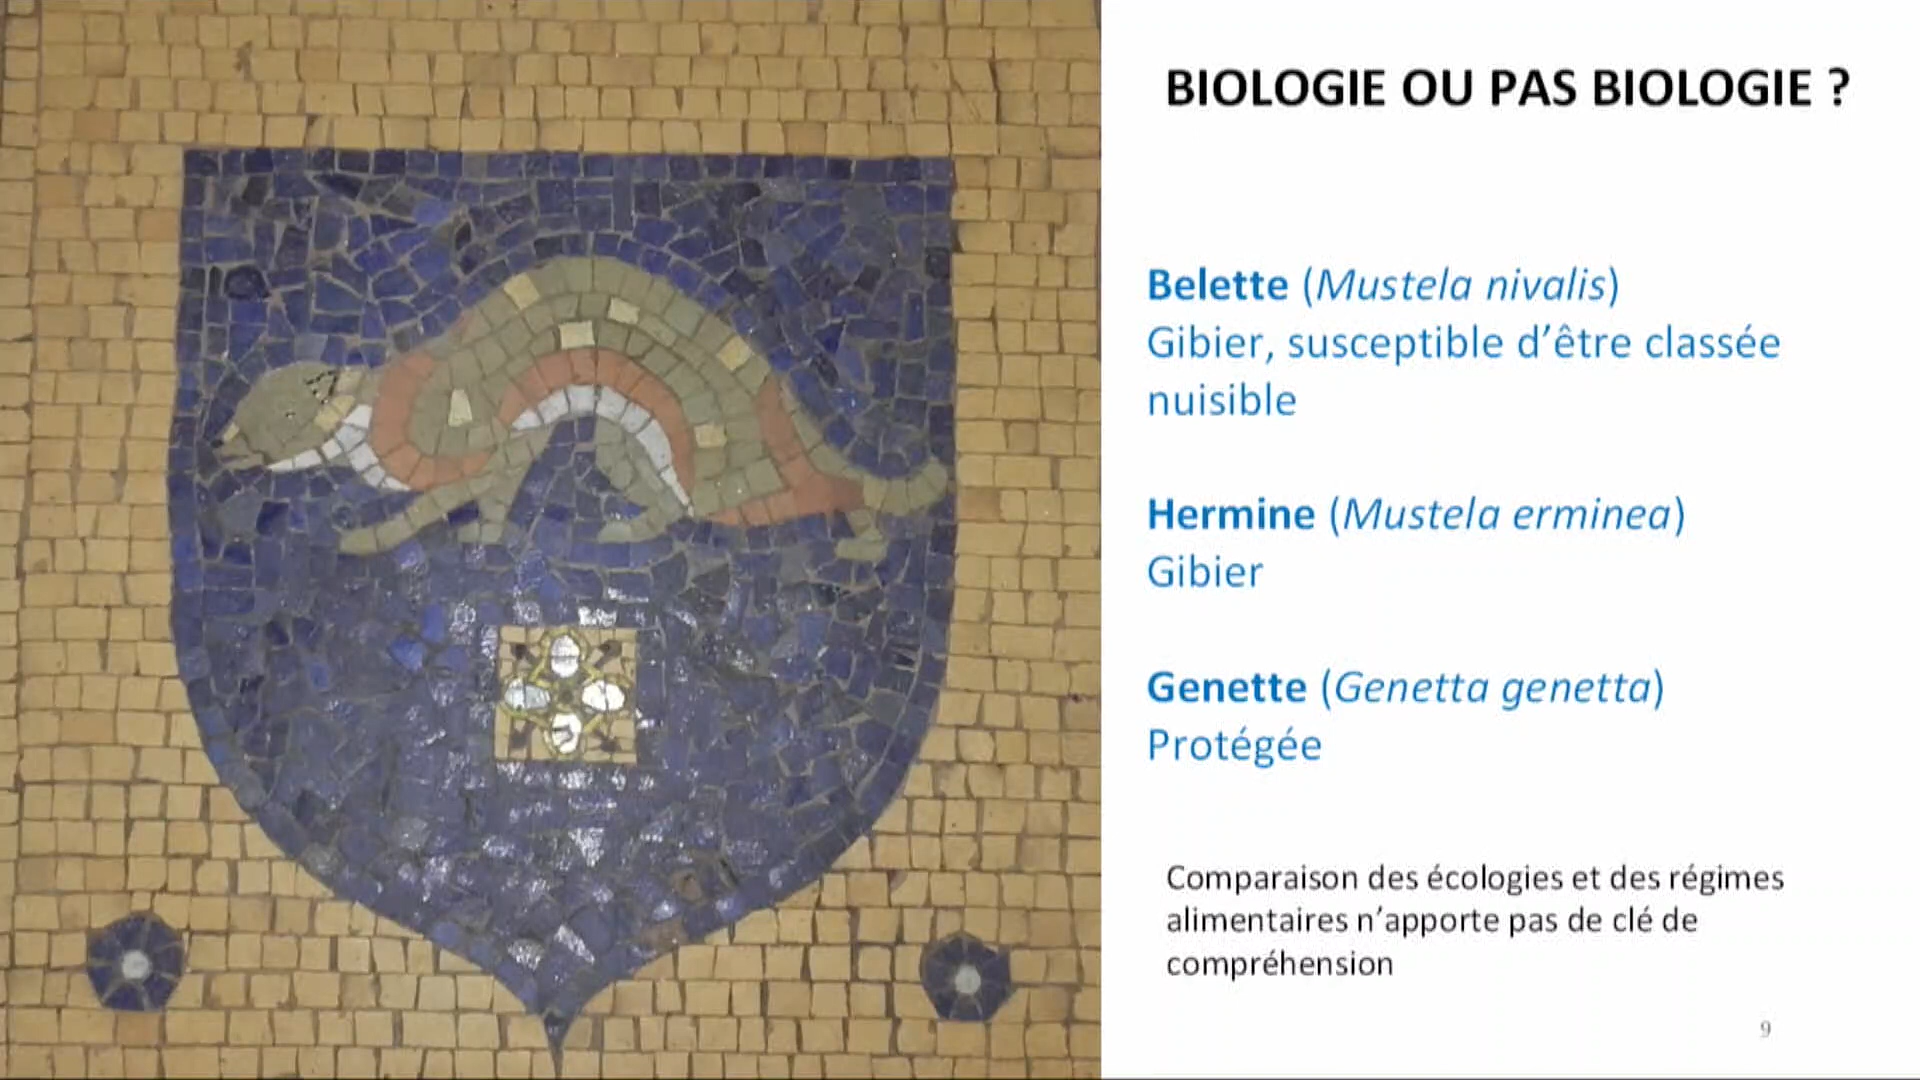 BIOLOGIE OU PAS BIOLOGIE ?
Belette (Mustela nivalis)
Gibier, susceptible d’être classée
nuisible
Hermine (Mustela erminea)
Gibier
Genette (Genetta genetta)
Protégée
Comparaison des écologies et des régimes
alimentaires n’apporte pas de clé de
compréhension
9